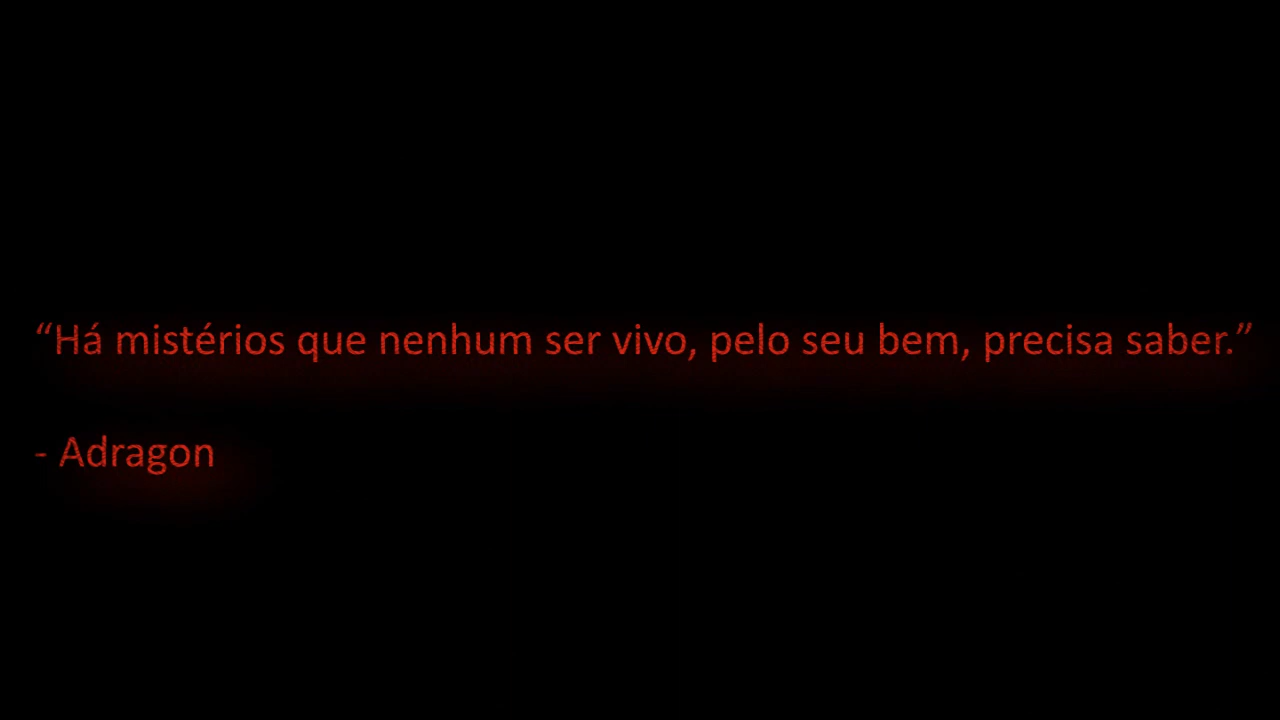 “Há mistérios que nenhum ser vivo, pelo seu bem, precisa saber.”
- Adragon